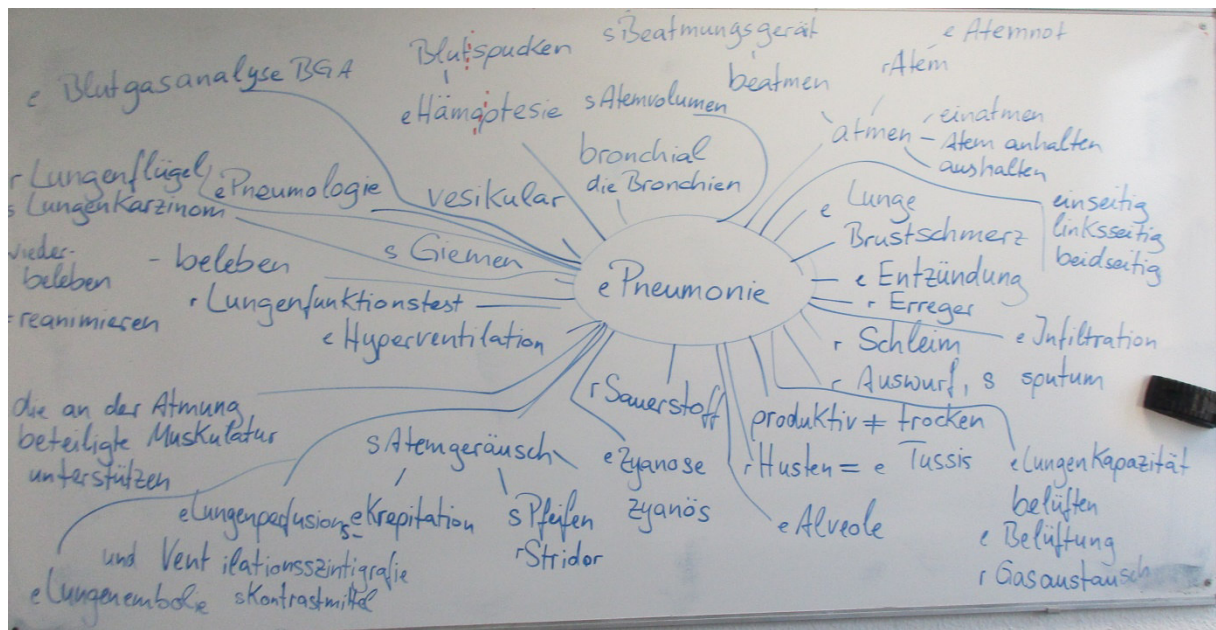 e Blutgasanalyse BGA
Blutspucken
e Hämoptesie
s Beatmungsgerät
beatmen
e Atemnot
r Atem
s Atemvolumen
atmen
einatmen
- Atem anhalten
aushalten
bronchial
die Bronchien
r Lungenflügel
e Pneumologie
vesikular
s Lungenkarzinom
s Giemen
wieder-
beleben
- beleben
= reanimieren
r Lungenfunktionstest
e Hyperventilation
e Pneumonie
e Lunge
Brustschmerz
einseitig
linksseitig
beidseitig
e Entzündung
r Erreger
e Infiltration
r Schleim
r Auswurf, s sputum
r Sauerstoff
produktiv ≠ trocken
r Husten = e Tussis
die an der Atmung
beteiligte Muskulatur
unterstützen
s Atemgeräusch
e Zyanose
zyanös
e Lungenkapazität
belüften
e Belüftung
r Gasaustausch
e Lungenperfusions-
und Ventilationsszintigrafie
e Krepitation
s Pfeifen
r Stridor
e Alveole
e Lungenembolie
s Kontrastmittel